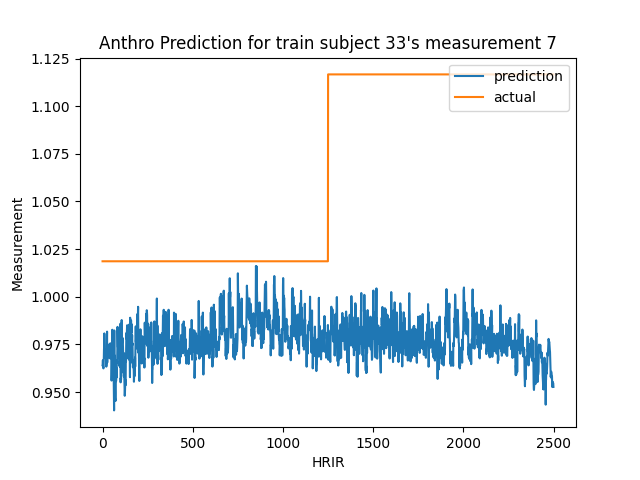 Anthro Prediction for train subject 33's measurement 7
prediction
actual
1.125
1.100
1.075
1.050
1.025
1.000
0.975
0.950
Measurement
0
500
1000
1500
2000
2500
HRIR